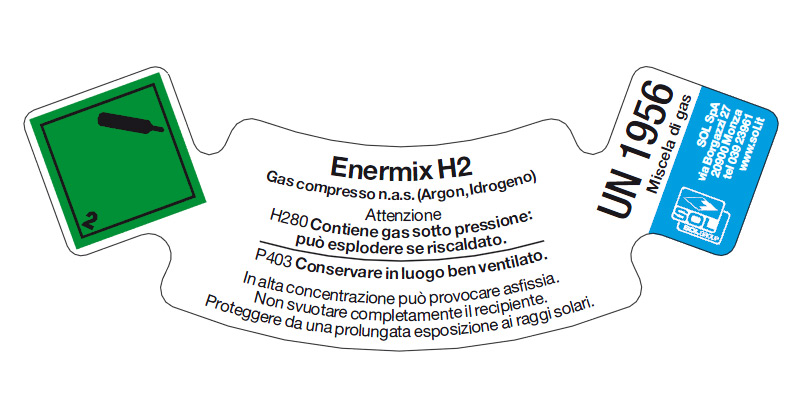 2
Enermix H2
Gas compresso n.a.s. (Argon, Idrogeno)
Attenzione
H280 Contiene gas sotto pressione:
può esplodere se riscaldato.
P403 Conservare in luogo ben ventilato.
In alta concentrazione può provocare asfissia.
Non svuotare completamente il recipiente.
Proteggere da una prolungata esposizione ai raggi solari.
UN 1956
Miscela di gas
SOL SpA
via Borgazzi 27
20900 Monza
tel 039 23961
www.sol.it
SOL
SOLGROUP